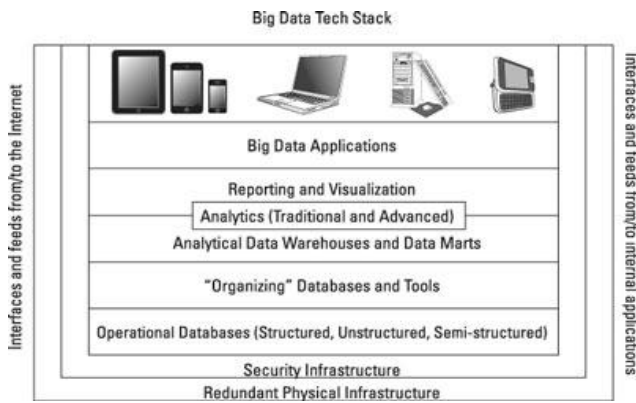 Big Data Tech Stack
Interfaces and feeds from/to the Internet
Big Data Applications
Reporting and Visualization
Analytics (Traditional and Advanced)
Analytical Data Warehouses and Data Marts
"Organizing" Databases and Tools
Operational Databases (Structured, Unstructured, Semi-structured)
Security Infrastructure
Redundant Physical Infrastructure
Interfaces and feeds from/to internal applications